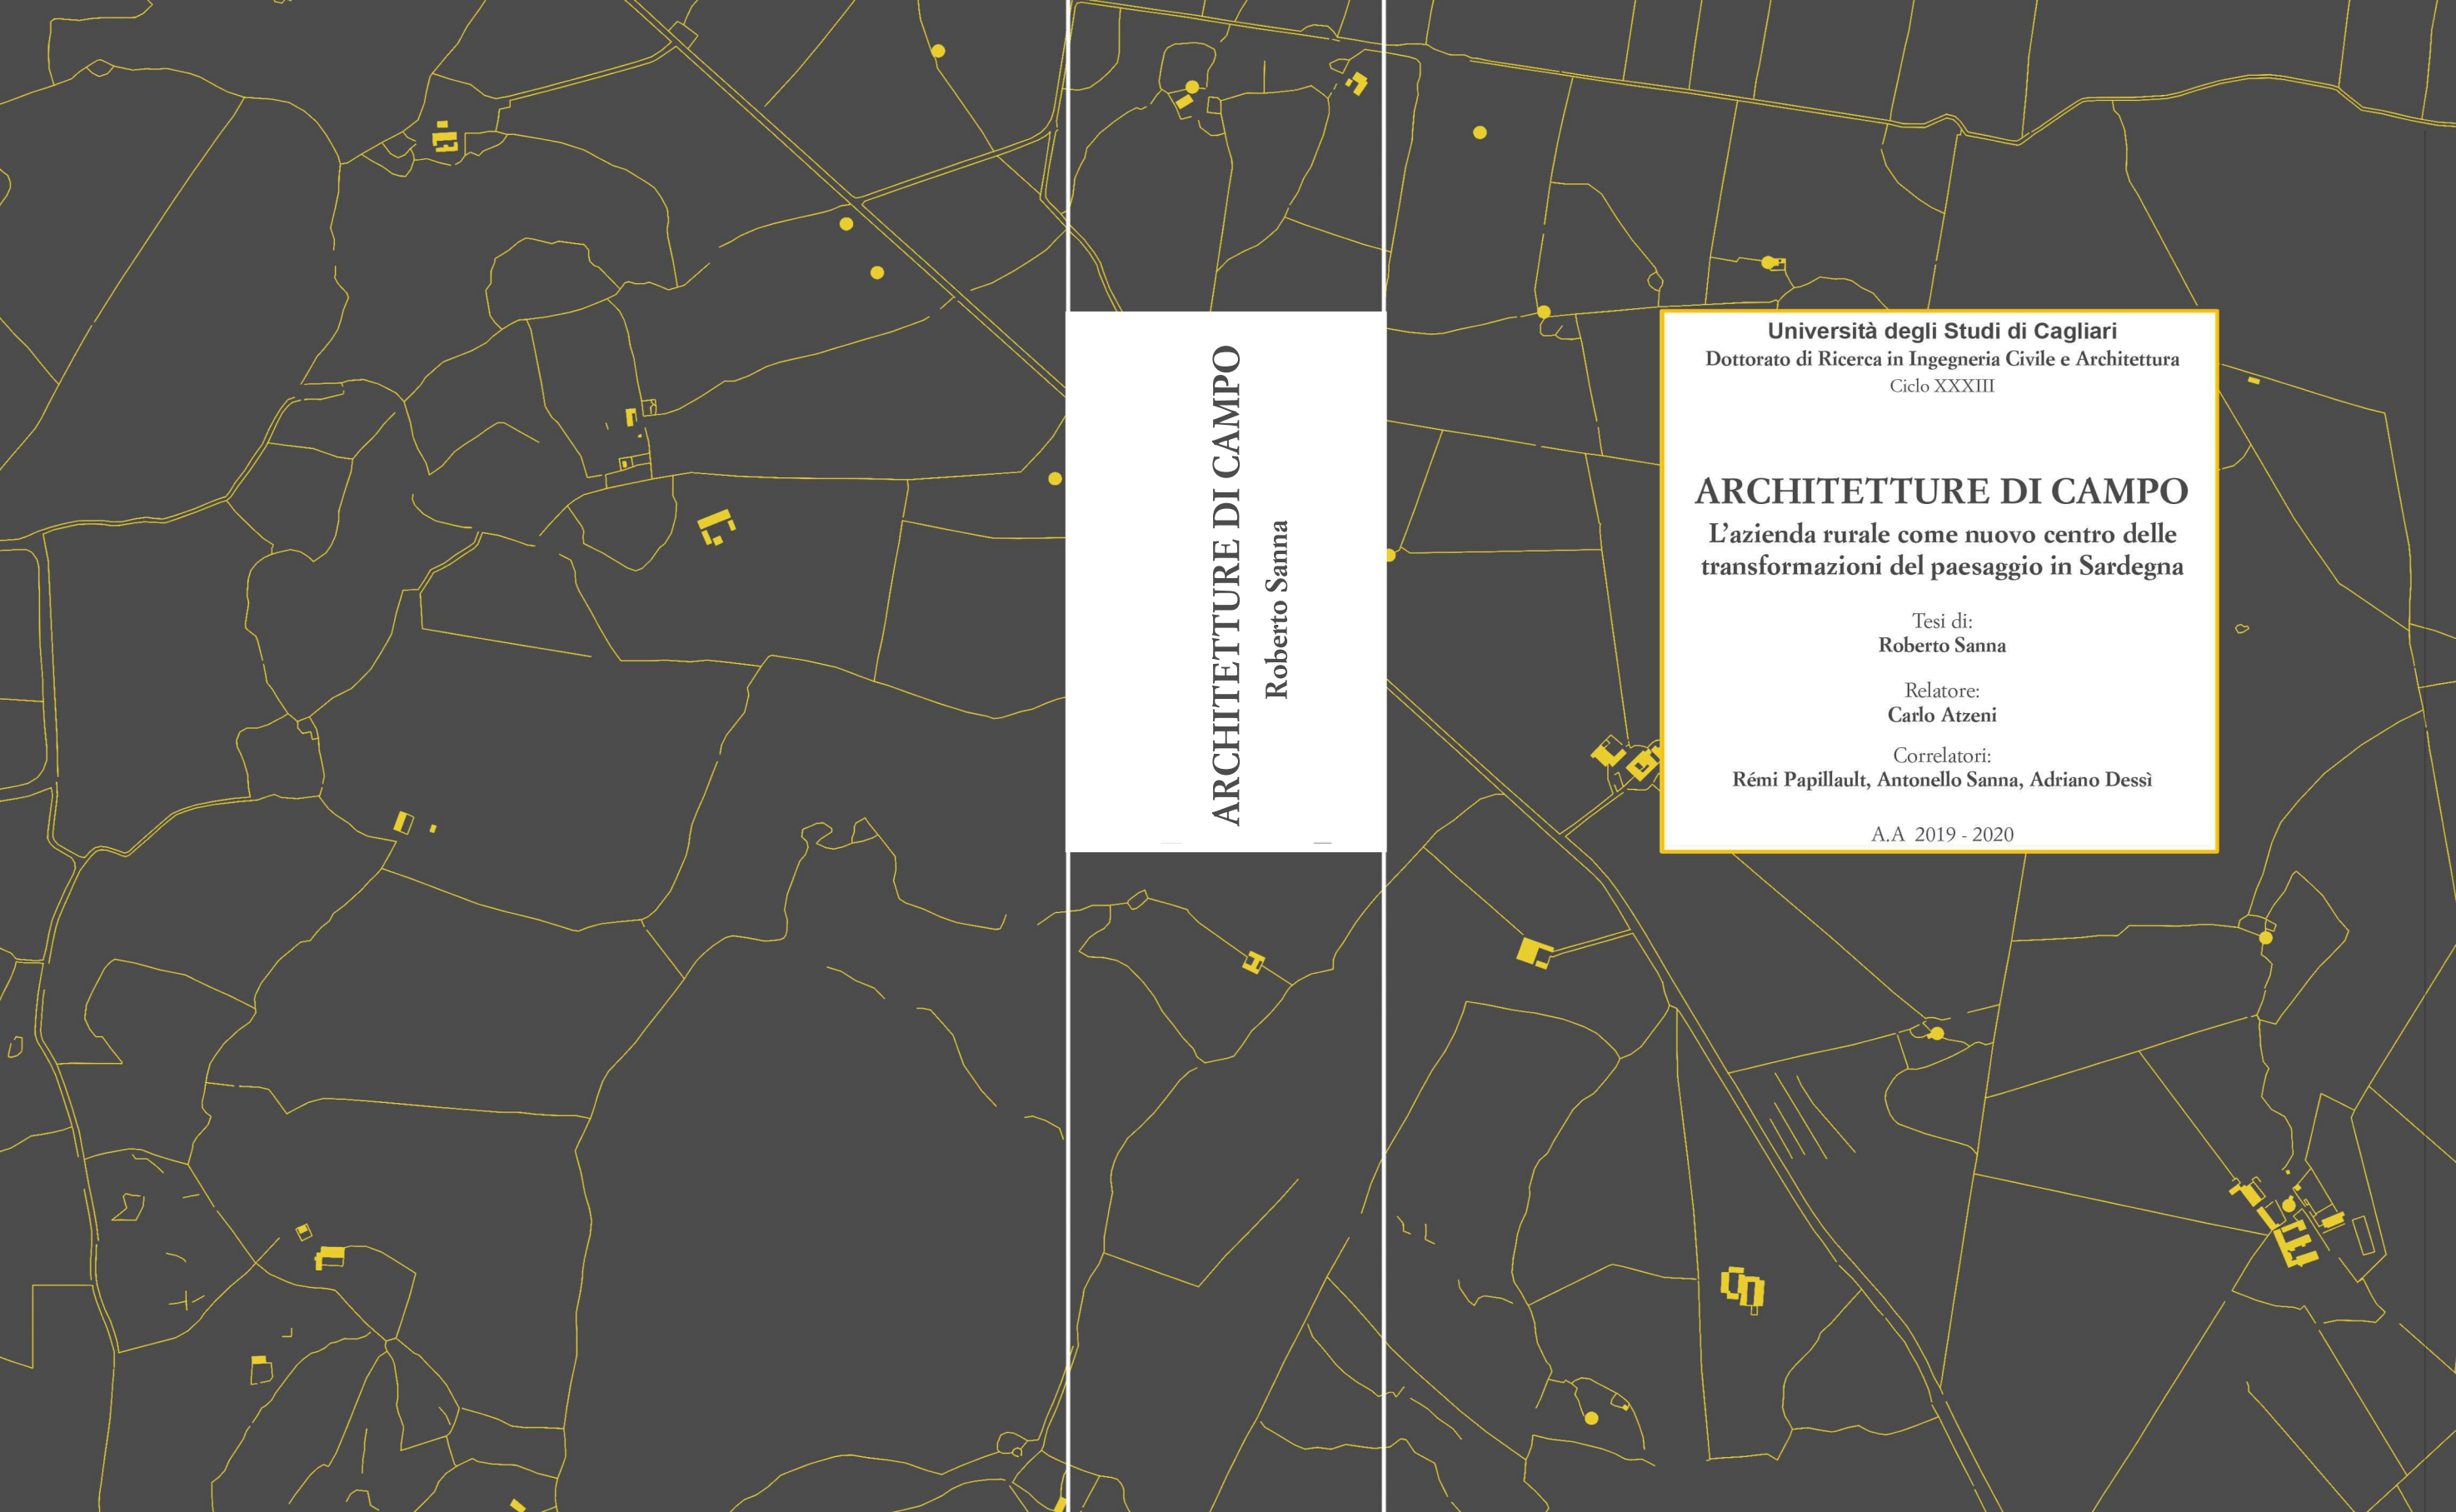 ARCHITETTURE DI CAMPO
Roberto Sanna
Università degli Studi di Cagliari
Dottorato di Ricerca in Ingegneria Civile e Architettura
Ciclo XXXIII
ARCHITETTURE DI CAMPO
L'azienda rurale come nuovo centro delle
transformazioni del paesaggio in Sardegna
Tesi di:
Roberto Sanna
Relatore:
Carlo Atzeni
Correlatori:
Rémi Papillault, Antonello Sanna, Adriano Dessì
A.A 2019 - 2020